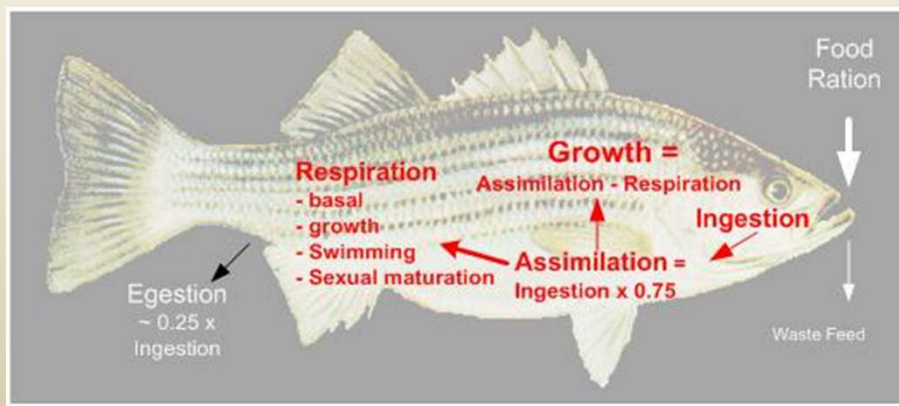 Food
Ration
Growth =
Assimilation - Respiration
Respiration
- basal
- growth
- Swimming
- Sexual maturation
Ingestion
Assimilation =
Ingestion x 0.75
Egestion
~ 0.25 x
Ingestion
Waste Feed